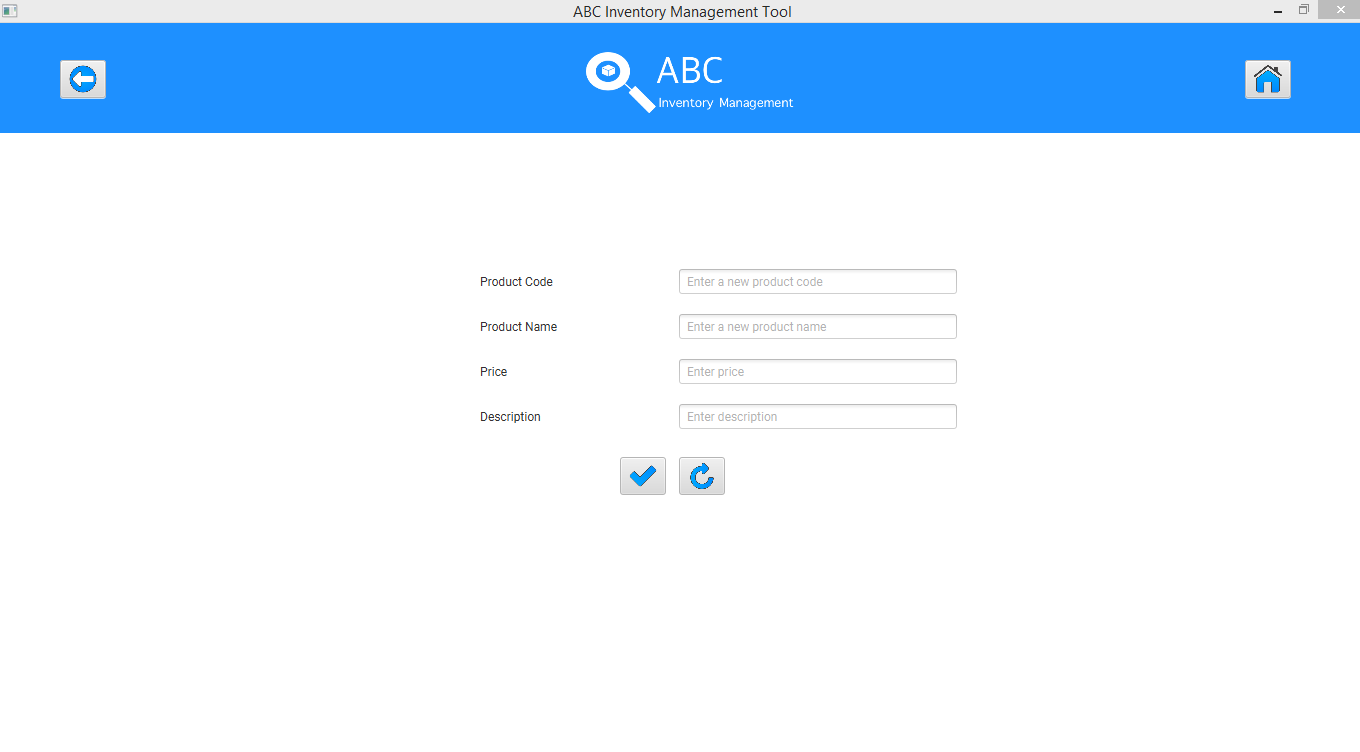 ABC Inventory Management Tool
ABC
Inventory Management
Product Code Enter a new product code
Product Name Enter a new product name
Price Enter price
Description Enter description